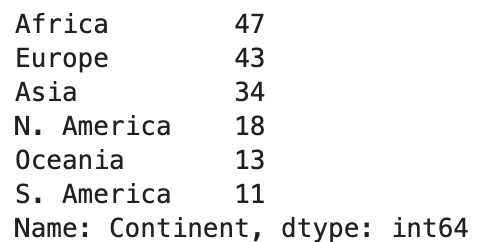 Africa        47
Europe        43
Asia          34
N. America    18
Oceania       13
S. America    11
Name: Continent, dtype: int64